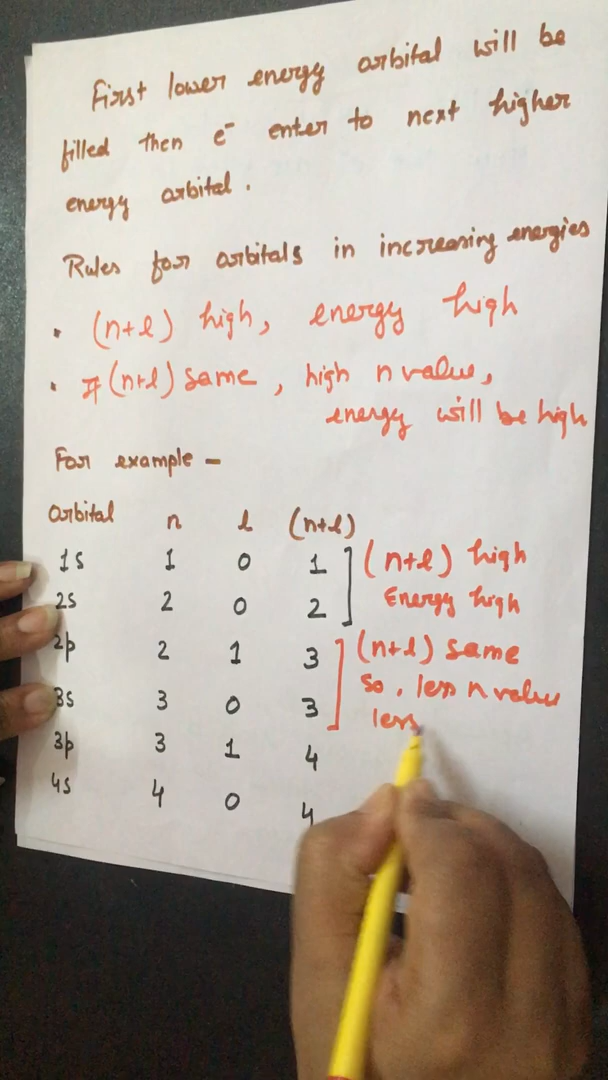 First lower energy orbital will be
filled then e⁻ enter to next higher
energy orbital.
Rules for orbitals in increasing energies
• (n+l) high, energy high
• If (n+l) same, high n value,
energy will be high
For example -
Orbital n l (n+l)
1s 1 0 1 (n+l) high
2s 2 0 2 Energy high
2p 2 1 3 (n+l) same
3s 3 0 3 so, less n value
less
3p 3 1 4
4s 4 0 4